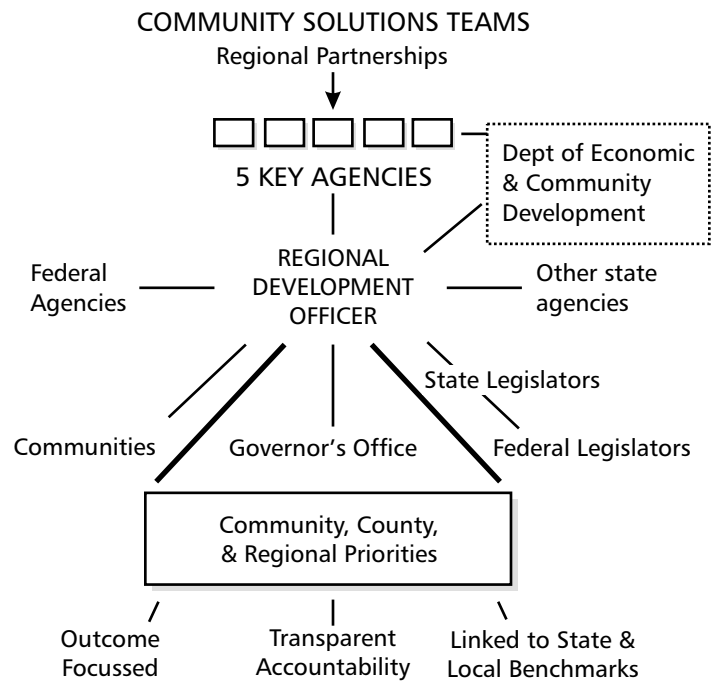 COMMUNITY SOLUTIONS TEAMS
Regional Partnerships
Dept of Economic
& Community
Development
5 KEY AGENCIES
REGIONAL
DEVELOPMENT
OFFICER
Federal
Agencies
Other state
agencies
State Legislators
Communities
Governor's Office
Federal Legislators
Community, County,
& Regional Priorities
Outcome
Focussed
Transparent
Accountability
Linked to State &
Local Benchmarks